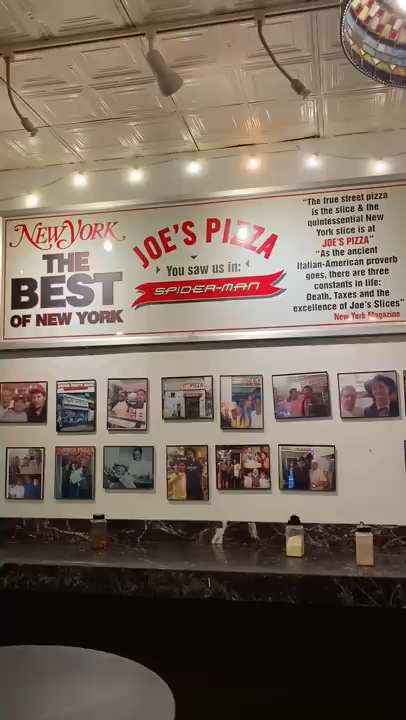 NEW YORK
THE
BEST
OF NEW YORK
JOE'S PIZZA
You saw us in:
SPIDER-MAN
"The true street pizza
is the slice & the
quintessential New
York slice is at
JOE'S PIZZA"
"As the ancient
Italian-American proverb
goes, there are three
constants in life:
Death, Taxes and the
excellence of Joe's Slices"
New York Magazine
PIZZA
JOE'S PIZZA